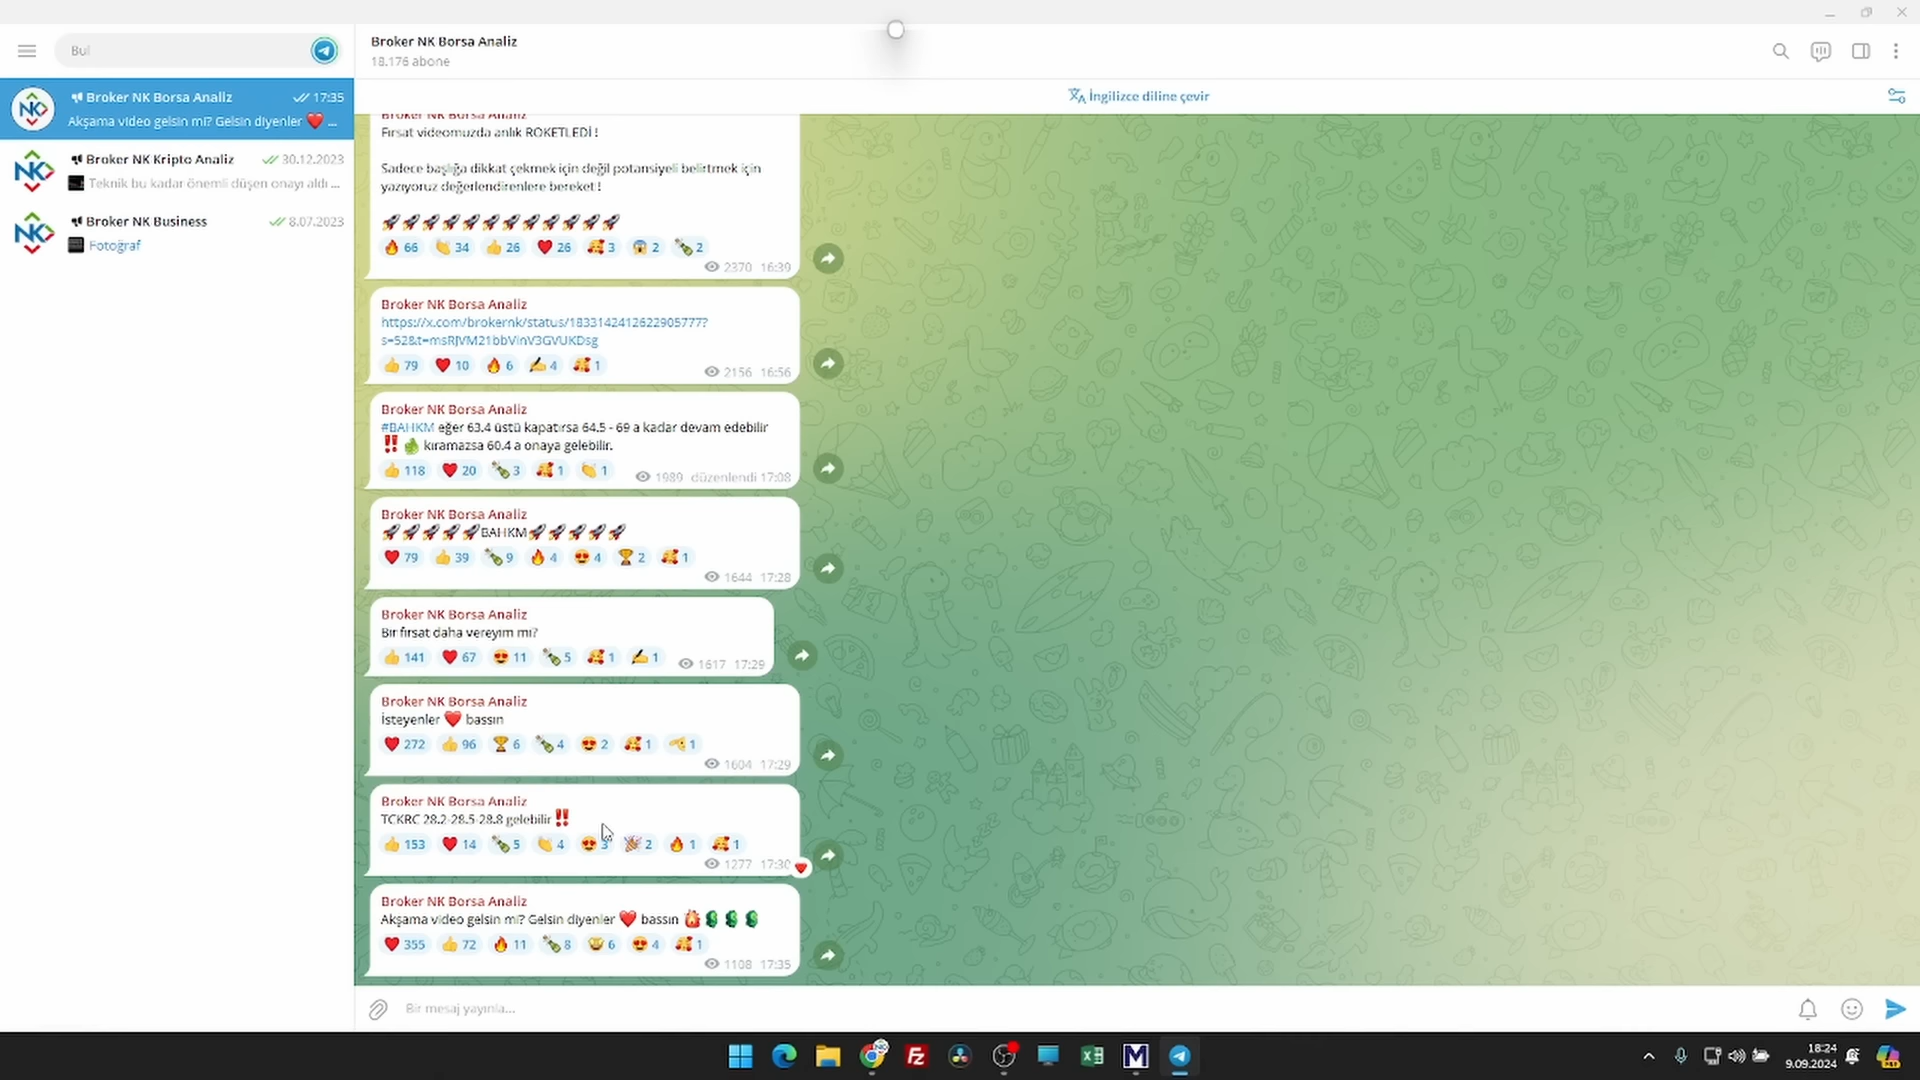 Bul
Broker NK Borsa Analiz
17:35
Akşama video gelsin mi? Gelsin diyenler ❤️ ...
Broker NK Kripto Analiz
30.12.2023
Teknik bu kadar önemli düşen onayı aldı ...
Broker NK Business
8.07.2023
Fotoğraf
Broker NK Borsa Analiz
18.176 abone
İngilizce diline çevir
Broker NK Borsa Analiz
Fırsat videomuzda anlık ROKETLEDİ !
Sadece başlığa dikkat çekmek için değil potansiyeli belirtmek için
yazıyoruz değerlendirenlere bereket !
🚀🚀🚀🚀🚀🚀🚀🚀🚀🚀🚀🚀
🔥 66 👏 34 👍 26 ❤️ 26 🥰 3 😱 2 🍾 2
2370 16:39
Broker NK Borsa Analiz
https://x.com/brokernk/status/1833142412622905777?
s=52&t=msRJVM21bbVinV3GVUKDsg
👍 79 ❤️ 10 🔥 6 ✍️ 4 🥰 1
2156 16:56
Broker NK Borsa Analiz
#BAHKM eğer 63.4 üstü kapatırsa 64.5 - 69 a kadar devam edebilir
‼️ kıramazsa 60.4 a onaya gelebilir.
👍 118 ❤️ 20 🍾 3 🥰 1 👏 1
1989 düzenlendi 17:08
Broker NK Borsa Analiz
🚀🚀🚀🚀🚀BAHKM🚀🚀🚀🚀🚀
❤️ 79 👍 39 🍾 9 🔥 4 😍 4 🏆 2 🥰 1
1644 17:28
Broker NK Borsa Analiz
Bir fırsat daha vereyim mi?
👍 141 ❤️ 67 😍 11 🍾 5 🥰 1 ✍️ 1
1617 17:29
Broker NK Borsa Analiz
İsteyenler ❤️ bassın
❤️ 272 👍 96 🏆 6 🍾 4 😍 2 🥰 1 1
1604 17:29
Broker NK Borsa Analiz
TCKRC 28.2-28.5-28.8 gelebilir ‼️
👍 153 ❤️ 14 🍾 5 👏 4 😍 3 🎉 2 🔥 1 🥰 1
1277 17:30
Broker NK Borsa Analiz
Akşama video gelsin mi? Gelsin diyenler ❤️ bassın 💲💲💲
❤️ 355 👍 72 🔥 11 🍾 8 6 😍 4 🥰 1
1108 17:35
Bir mesaj yayınla...
NK
NK
NK
Fz
18:24
9.09.2024